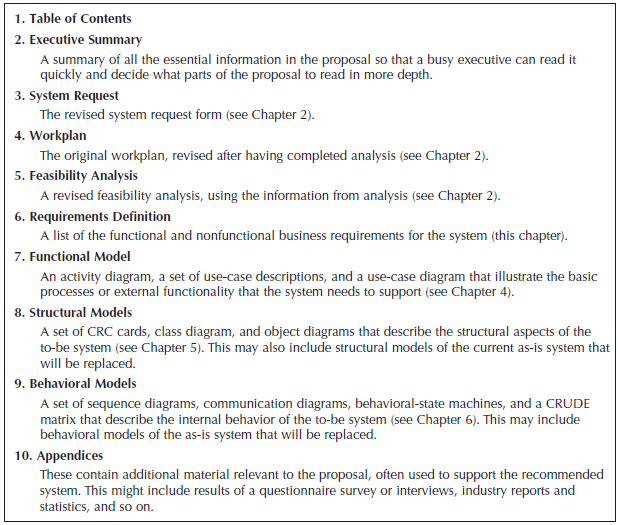 1. Table of Contents
2. Executive Summary
A summary of all the essential information in the proposal so that a busy executive can read it
quickly and decide what parts of the proposal to read in more depth.
3. System Request
The revised system request form (see Chapter 2).
4. Workplan
The original workplan, revised after having completed analysis (see Chapter 2).
5. Feasibility Analysis
A revised feasibility analysis, using the information from analysis (see Chapter 2).
6. Requirements Definition
A list of the functional and nonfunctional business requirements for the system (this chapter).
7. Functional Model
An activity diagram, a set of use-case descriptions, and a use-case diagram that illustrate the basic
processes or external functionality that the system needs to support (see Chapter 4).
8. Structural Models
A set of CRC cards, class diagram, and object diagrams that describe the structural aspects of the
to-be system (see Chapter 5). This may also include structural models of the current as-is system that
will be replaced.
9. Behavioral Models
A set of sequence diagrams, communication diagrams, behavioral-state machines, and a CRUDE
matrix that describe the internal behavior of the to-be system (see Chapter 6). This may include
behavioral models of the as-is system that will be replaced.
10. Appendices
These contain additional material relevant to the proposal, often used to support the recommended
system. This might include results of a questionnaire survey or interviews, industry reports and
statistics, and so on.